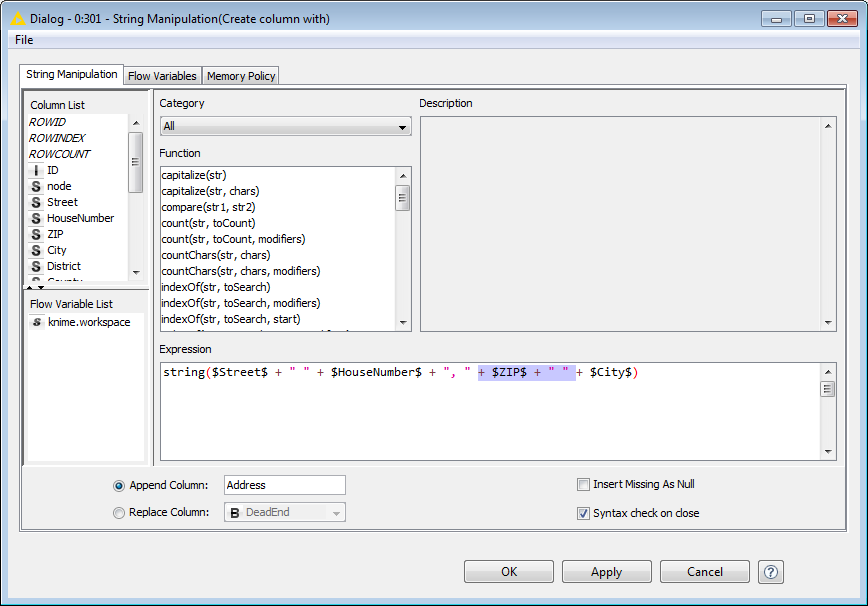 Dialog - 0:301 - String Manipulation(Create column with)
File
String Manipulation
Flow Variables
Memory Policy
Column List
ROWID
ROWINDEX
ROWCOUNT
I ID
S node
S Street
S HouseNumber
S ZIP
S City
S District
S County
Flow Variable List
s knime.workspace
Category
All
Function
capitalize(str)
capitalize(str, chars)
compare(str1, str2)
count(str, toCount)
count(str, toCount, modifiers)
countChars(str, chars)
countChars(str, chars, modifiers)
indexOf(str, toSearch)
indexOf(str, toSearch, modifiers)
indexOf(str, toSearch, start)
Description
Expression
string($Street$ + " " + $HouseNumber$ + ", " + $ZIP$ + " " + $City$)
Append Column: Address
Insert Missing As Null
Replace Column: B DeadEnd
Syntax check on close
OK
Apply
Cancel
?